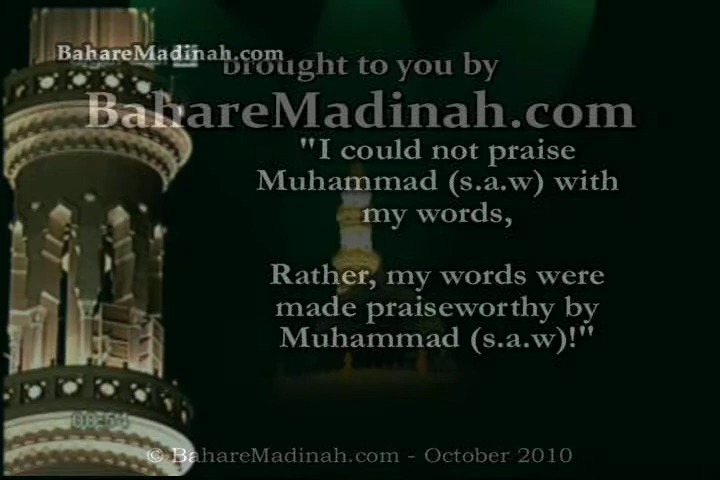 BahareMadinah.com
brought to you by
BahareMadinah.com
"I could not praise
Muhammad (s.a.w) with
my words,
Rather, my words were
made praiseworthy by
Muhammad (s.a.w)!"
© BahareMadinah.com - October 2010